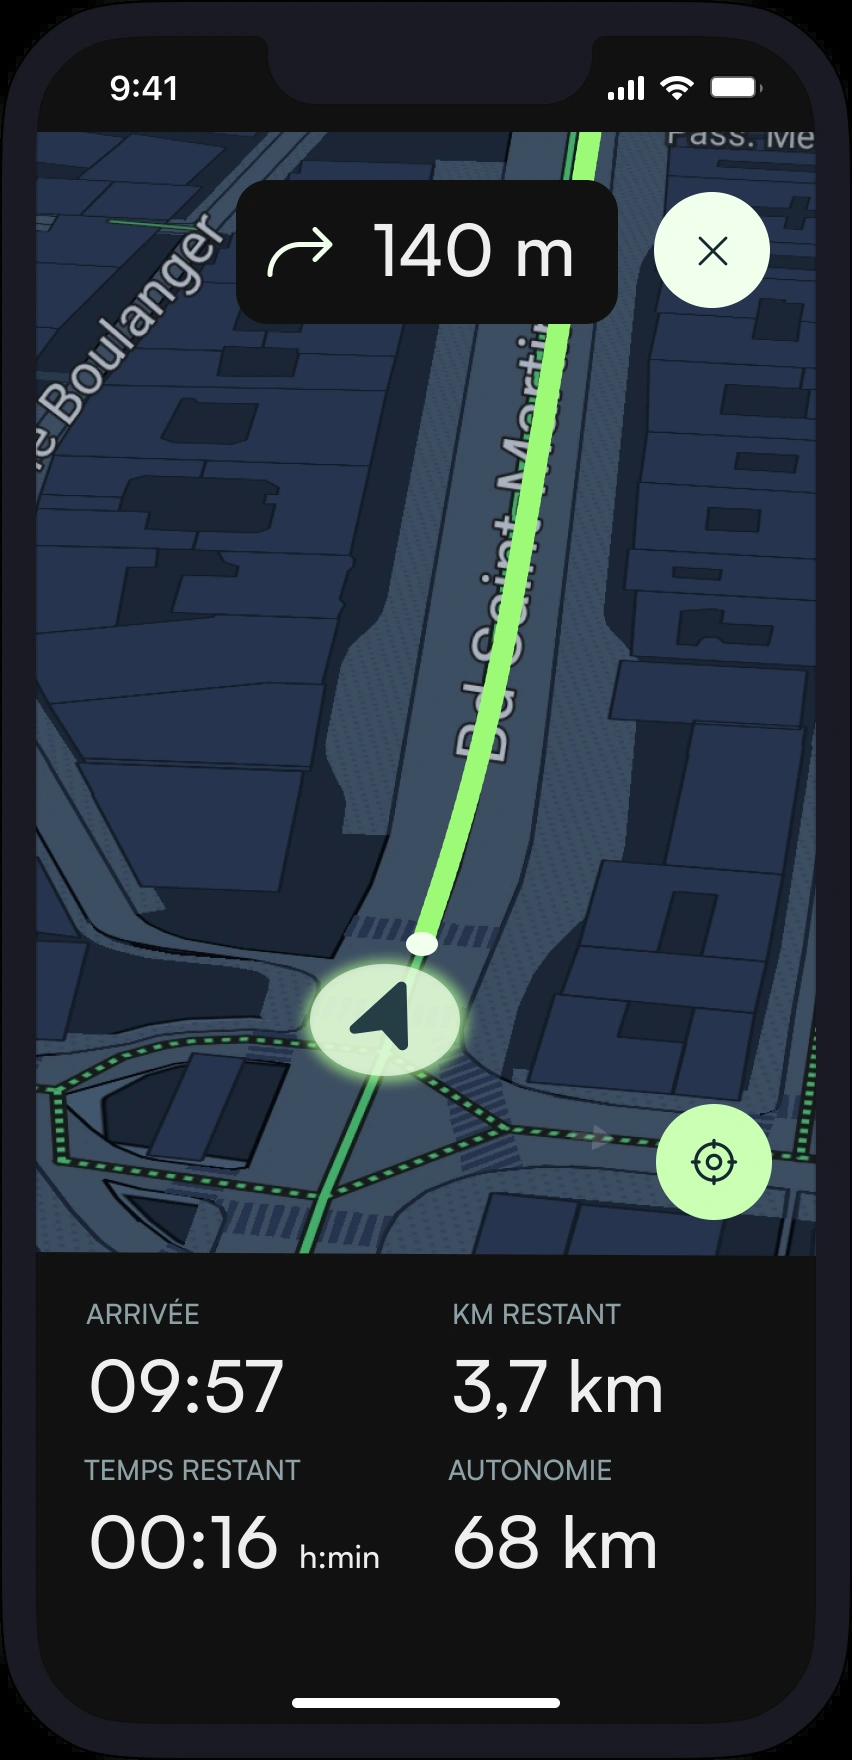 9:41
Pass. Me
140 m
e Boulanger
Bd Saint-Martin
ARRIVÉE
KM RESTANT
09:57
3,7 km
TEMPS RESTANT
AUTONOMIE
00:16 h:min
68 km